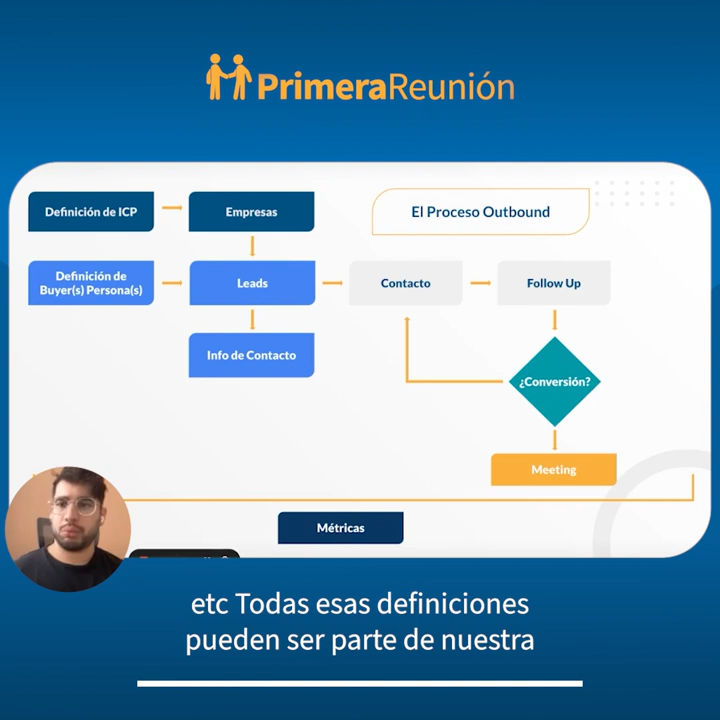 PrimeraReunión
Definición de ICP
Empresas
El Proceso Outbound
Definición de
Buyer(s) Persona(s)
Leads
Contacto
Follow Up
Info de Contacto
¿Conversión?
Meeting
Métricas
etc Todas esas definiciones
pueden ser parte de nuestra